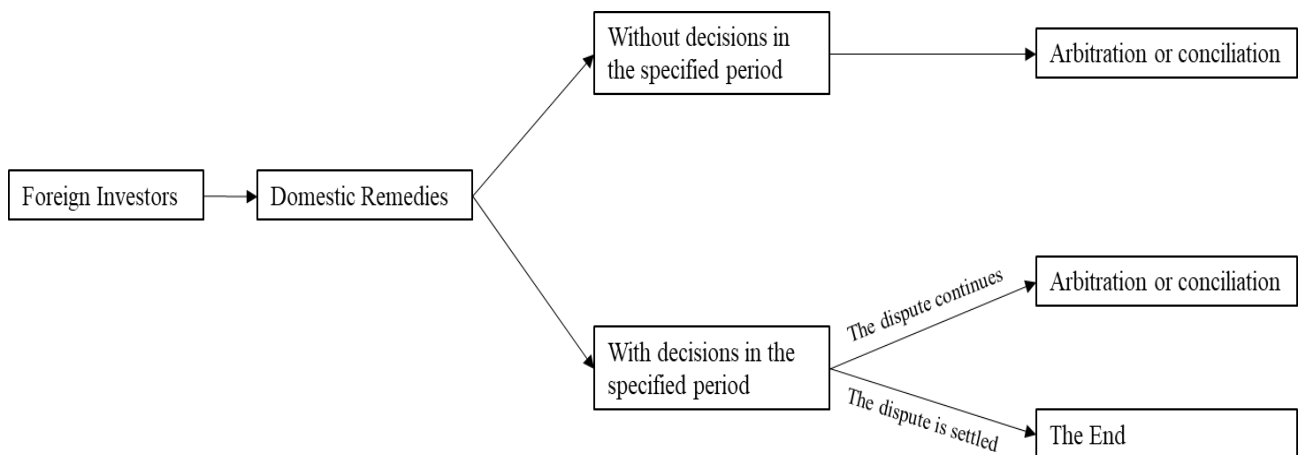 Without decisions in
the specified period
Arbitration or conciliation
Foreign Investors
Domestic Remedies
The dispute continues
Arbitration or conciliation
With decisions in the
specified period
The dispute is settled
The End